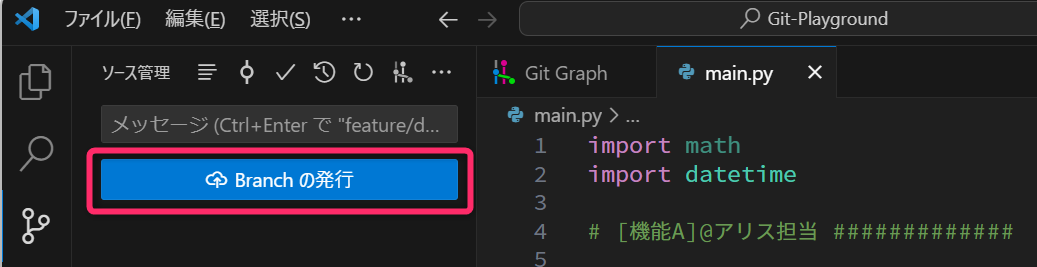 ファイル(F) 編集(E) 選択(S) … Git-Playground
ソース管理
メッセージ (Ctrl+Enter で "feature/d...
Branch の発行
Git Graph
main.py
main.py > ...
1 import math
2 import datetime
3
4 # [機能A]@アリス担当 #############
5